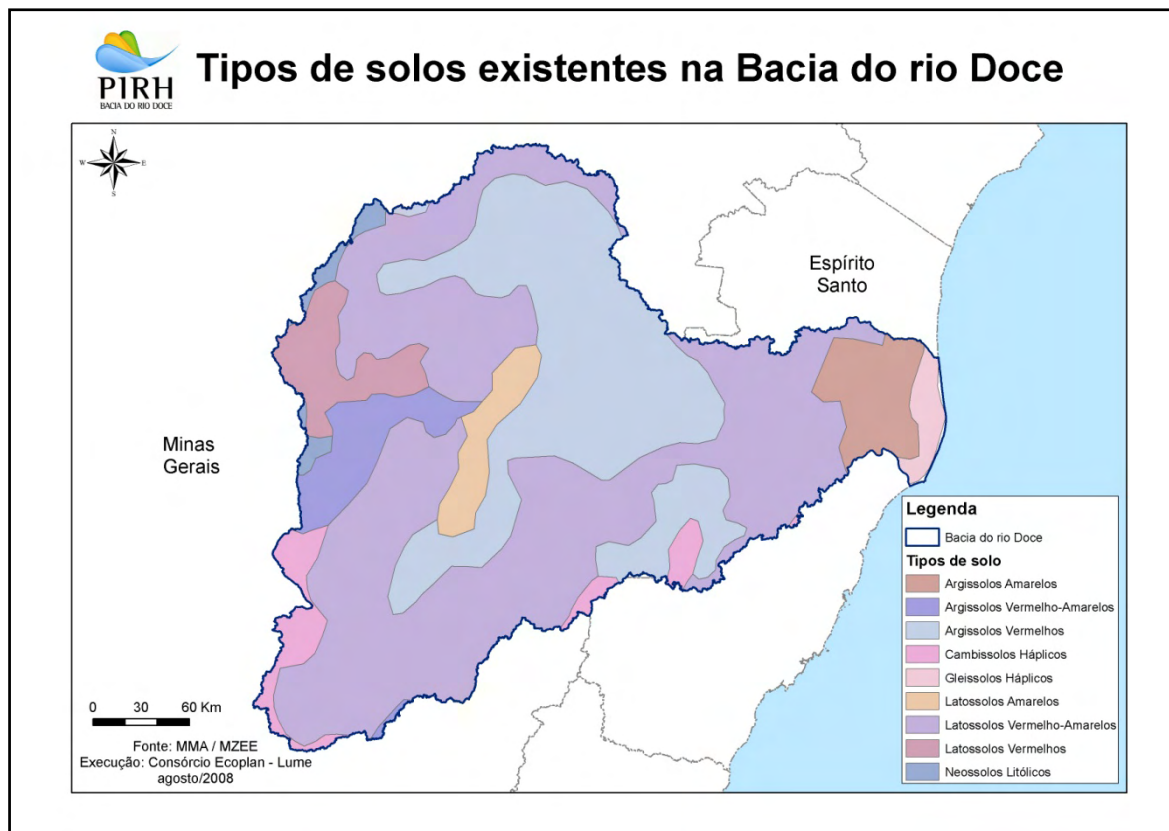 PIRH
BACIA DO RIO DOCE
Tipos de solos existentes na Bacia do rio Doce
N
W
E
S
Espírito
Santo
Minas
Gerais
0 30 60 Km
Fonte: MMA / MZEE
Execução: Consórcio Ecoplan - Lume
agosto/2008
Legenda
Bacia do rio Doce
Tipos de solo
Argissolos Amarelos
Argissolos Vermelho-Amarelos
Argissolos Vermelhos
Cambissolos Háplicos
Gleissolos Háplicos
Latossolos Amarelos
Latossolos Vermelho-Amarelos
Latossolos Vermelhos
Neossolos Litólicos